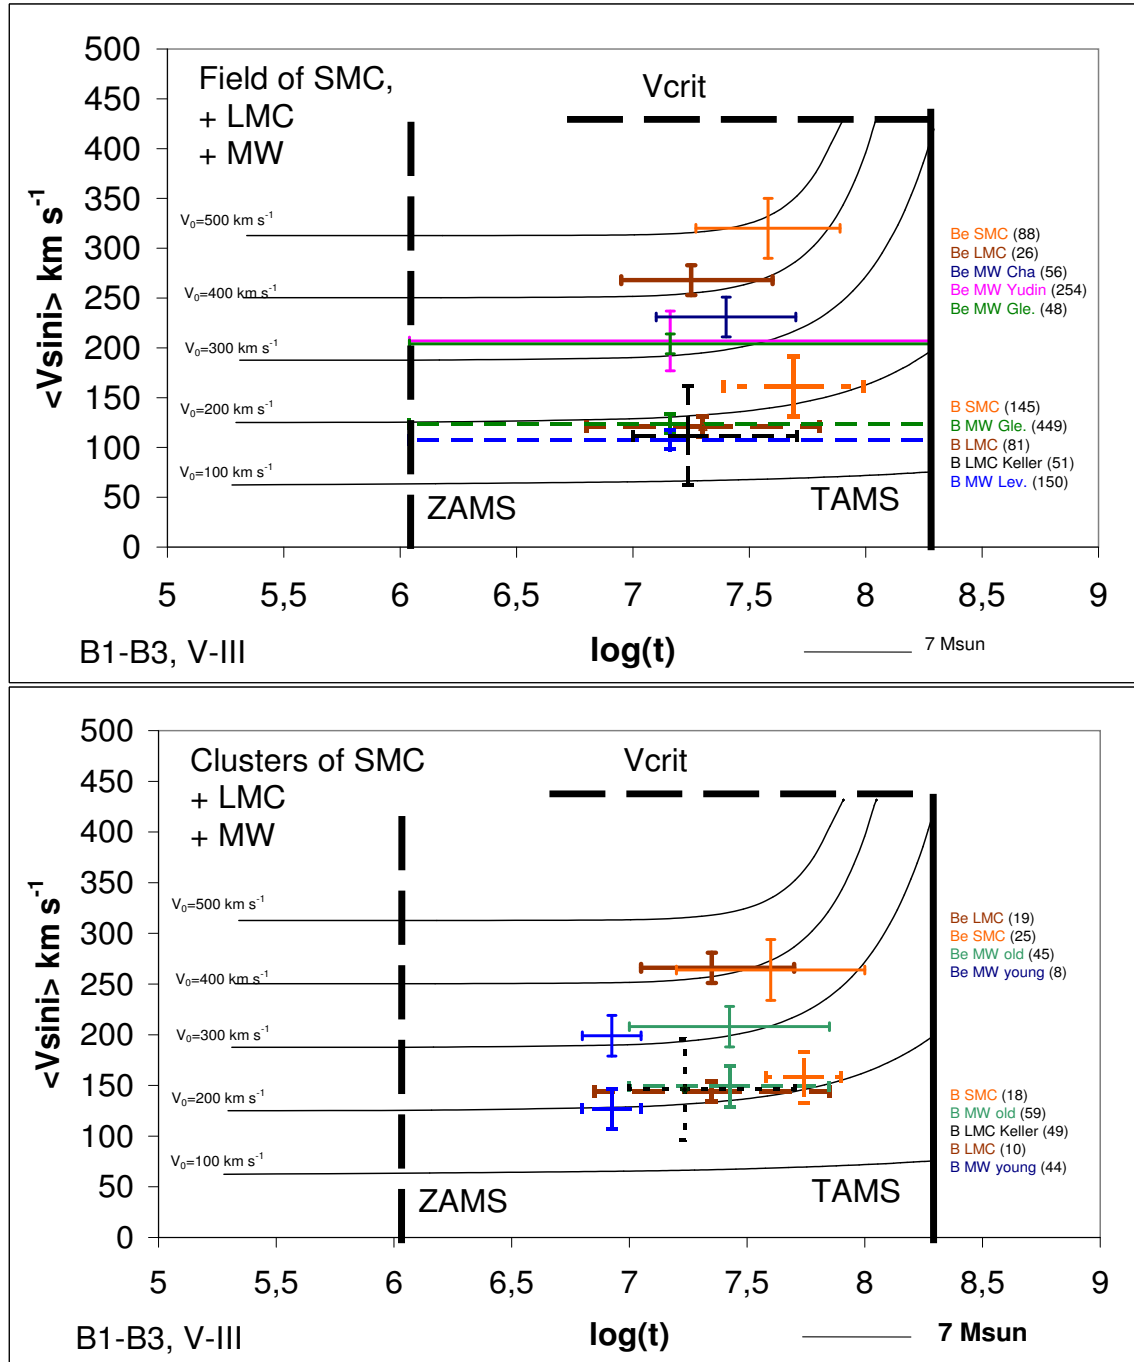 500
450
400
350
300
250
200
150
100
50
0
<Vsini> km s⁻¹
Field of SMC,
+ LMC
+ MW
Vcrit
V₀=500 km s⁻¹
V₀=400 km s⁻¹
V₀=300 km s⁻¹
V₀=200 km s⁻¹
V₀=100 km s⁻¹
Be SMC (88)
Be LMC (26)
Be MW Cha (56)
Be MW Yudin (254)
Be MW Gle. (48)
B SMC (145)
B MW Gle. (449)
B LMC (81)
B LMC Keller (51)
B MW Lev. (150)
ZAMS
TAMS
5 5,5 6 6,5 7 7,5 8 8,5 9
B1-B3, V-III
log(t)
7 Msun
500
450
400
350
300
250
200
150
100
50
0
<Vsini> km s⁻¹
Clusters of SMC
+ LMC
+ MW
Vcrit
V₀=500 km s⁻¹
V₀=400 km s⁻¹
V₀=300 km s⁻¹
V₀=200 km s⁻¹
V₀=100 km s⁻¹
Be LMC (19)
Be SMC (25)
Be MW old (45)
Be MW young (8)
B SMC (18)
B MW old (59)
B LMC Keller (49)
B LMC (10)
B MW young (44)
ZAMS
TAMS
5 5,5 6 6,5 7 7,5 8 8,5 9
B1-B3, V-III
log(t)
7 Msun